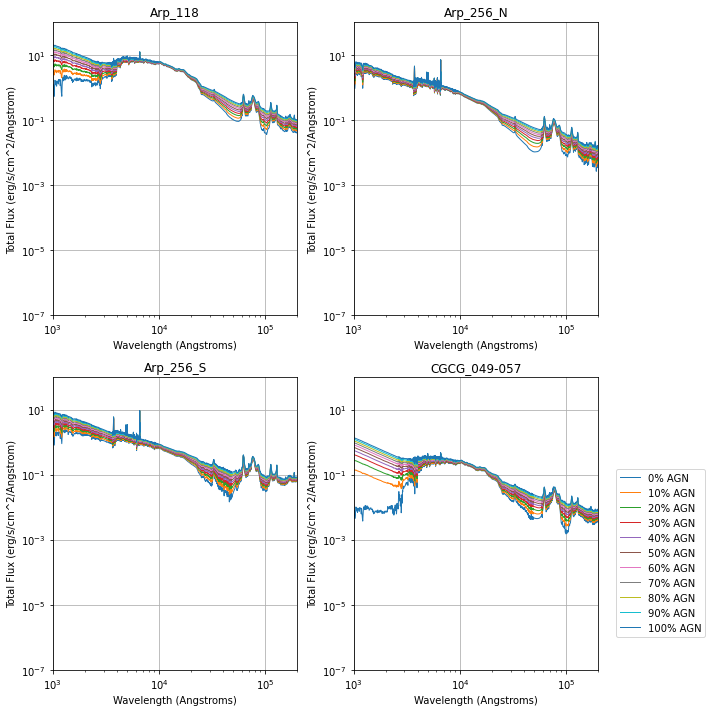 Arp_118
Arp_256_N
Total Flux (erg/s/cm^2/Angstrom)
10^1
10^-1
10^-3
10^-5
10^-7
10^3
10^4
10^5
Wavelength (Angstroms)
Total Flux (erg/s/cm^2/Angstrom)
10^1
10^-1
10^-3
10^-5
10^-7
10^3
10^4
10^5
Wavelength (Angstroms)
Arp_256_S
CGCG_049-057
Total Flux (erg/s/cm^2/Angstrom)
10^1
10^-1
10^-3
10^-5
10^-7
10^3
10^4
10^5
Wavelength (Angstroms)
Total Flux (erg/s/cm^2/Angstrom)
10^1
10^-1
10^-3
10^-5
10^-7
10^3
10^4
10^5
Wavelength (Angstroms)
0% AGN
10% AGN
20% AGN
30% AGN
40% AGN
50% AGN
60% AGN
70% AGN
80% AGN
90% AGN
100% AGN